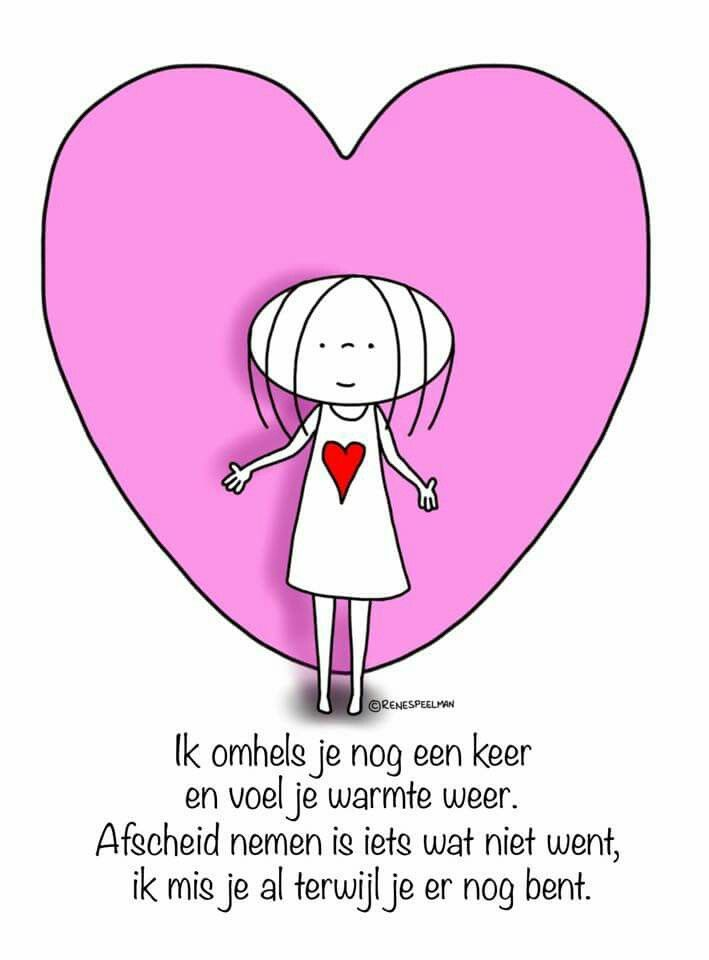 ©RENESPEELMAN
Ik omhels je nog een keer
en voel je warmte weer.
Afscheid nemen is iets wat niet went,
ik mis je al terwijl je er nog bent.